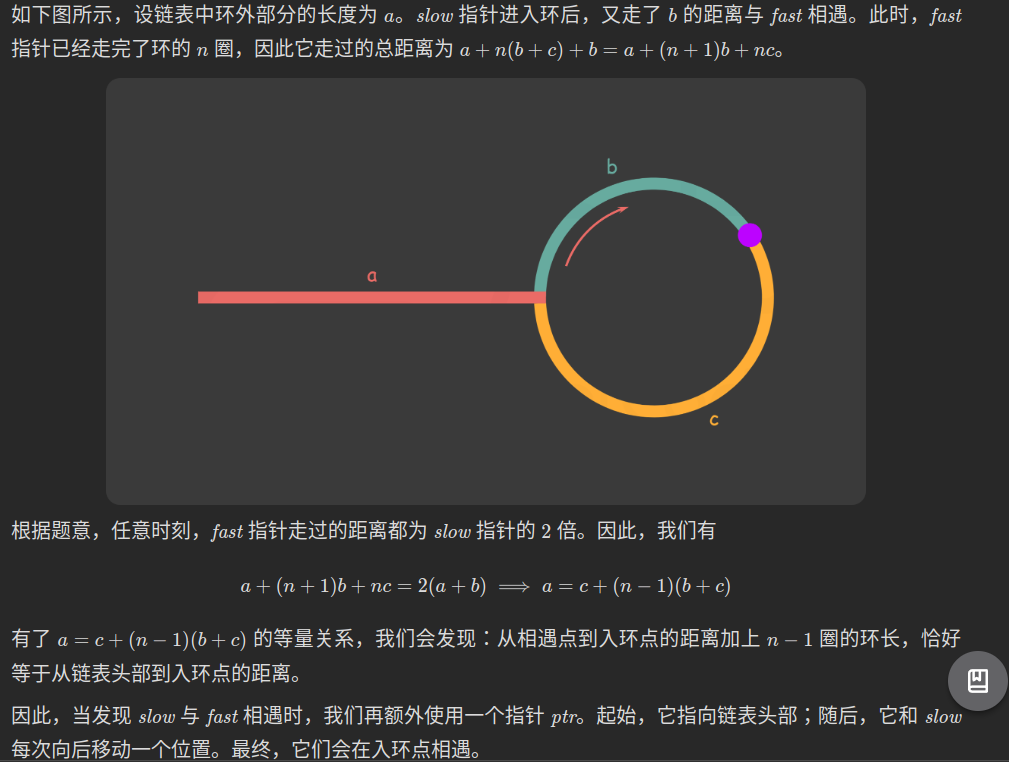 如下图所示，设链表中环外部分的长度为 a。slow 指针进入环后，又走了 b 的距离与 fast 相遇。此时，fast
指针已经走完了环的 n 圈，因此它走过的总距离为 a + n(b + c) + b = a + (n + 1)b + nc。
b
a
c
根据题意，任意时刻，fast 指针走过的距离都为 slow 指针的 2 倍。因此，我们有
a + (n + 1)b + nc = 2(a + b) ⟹ a = c + (n − 1)(b + c)
有了 a = c + (n − 1)(b + c) 的等量关系，我们会发现：从相遇点到入环点的距离加上 n − 1 圈的环长，恰好
等于从链表头部到入环点的距离。
因此，当发现 slow 与 fast 相遇时，我们再额外使用一个指针 ptr。起始，它指向链表头部；随后，它和 slow
每次向后移动一个位置。最终，它们会在入环点相遇。